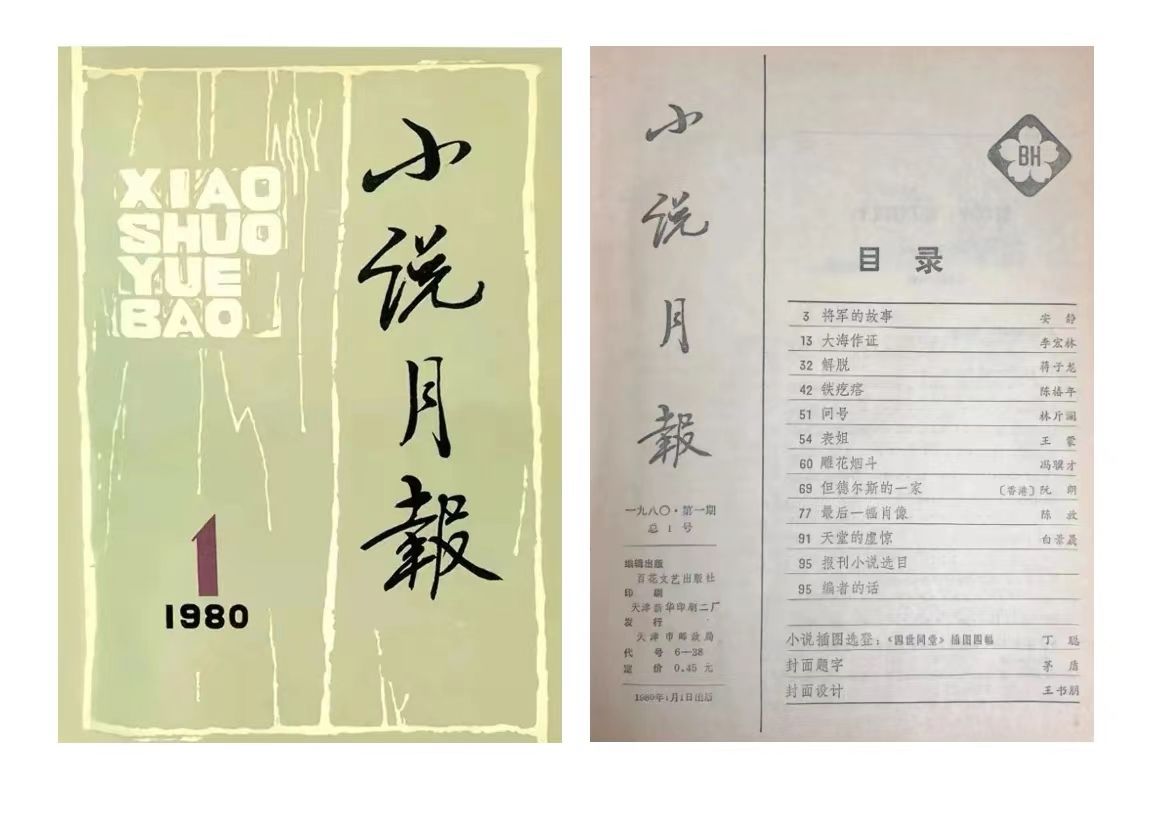 XIAO
SHUO
YUE
BAO
小说月報
1
1980
小说月報
一九八〇·第一期
总1号
编辑出版
百花文艺出版社
印刷
天津新华印刷二厂
发行
天津市邮政局
代号 6—38
定价 0.45元
1980年1月1日出版
BH
目录
3 将军的故事 安静
13 大海作证 李宏林
32 解脱 蒋子龙
42 铁疙瘩 陈椿年
51 问号 林斤澜
54 表姐 王蒙
60 雕花烟斗 冯骥才
69 但德尔斯的一家 〔香港〕阮朗
77 最后一幅肖像 陈放
91 天堂的虚惊 白景晟
95 报刊小说选目
95 编者的话
小说插图选登：《四世同堂》插图四幅 丁聪
封面题字 茅盾
封面设计 王书朋